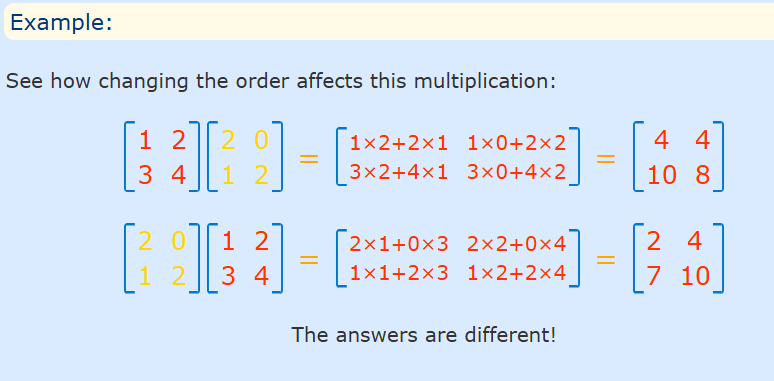 Example:
See how changing the order affects this multiplication:
1 2 2 0 = 1×2+2×1 1×0+2×2 = 4 4
3 4 1 2 3×2+4×1 3×0+4×2 10 8
2 0 1 2 = 2×1+0×3 2×2+0×4 = 2 4
1 2 3 4 1×1+2×3 1×2+2×4 7 10
The answers are different!